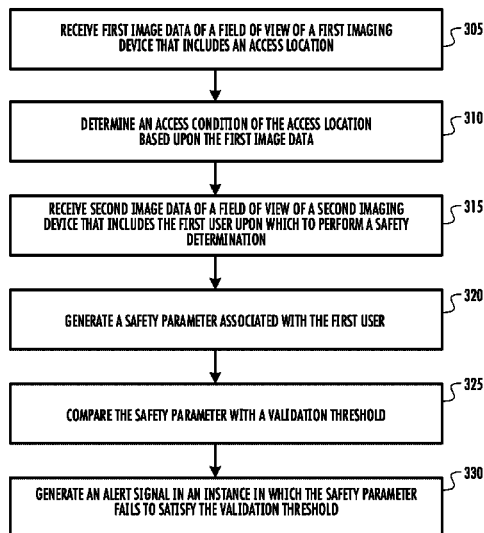 RECEIVE FIRST IMAGE DATA OF A FIELD OF VIEW OF A FIRST IMAGING
DEVICE THAT INCLUDES AN ACCESS LOCATION
305
DETERMINE AN ACCESS CONDITION OF THE ACCESS LOCATION
BASED UPON THE FIRST IMAGE DATA
310
RECEIVE SECOND IMAGE DATA OF A FIELD OF VIEW OF A SECOND IMAGING
DEVICE THAT INCLUDES THE FIRST USER UPON WHICH TO PERFORM A SAFETY
DETERMINATION
315
GENERATE A SAFETY PARAMETER ASSOCIATED WITH THE FIRST USER
320
COMPARE THE SAFETY PARAMETER WITH A VALIDATION THRESHOLD
325
GENERATE AN ALERT SIGNAL IN AN INSTANCE IN WHICH THE SAFETY PARAMETER
FAILS TO SATISFY THE VALIDATION THRESHOLD
330